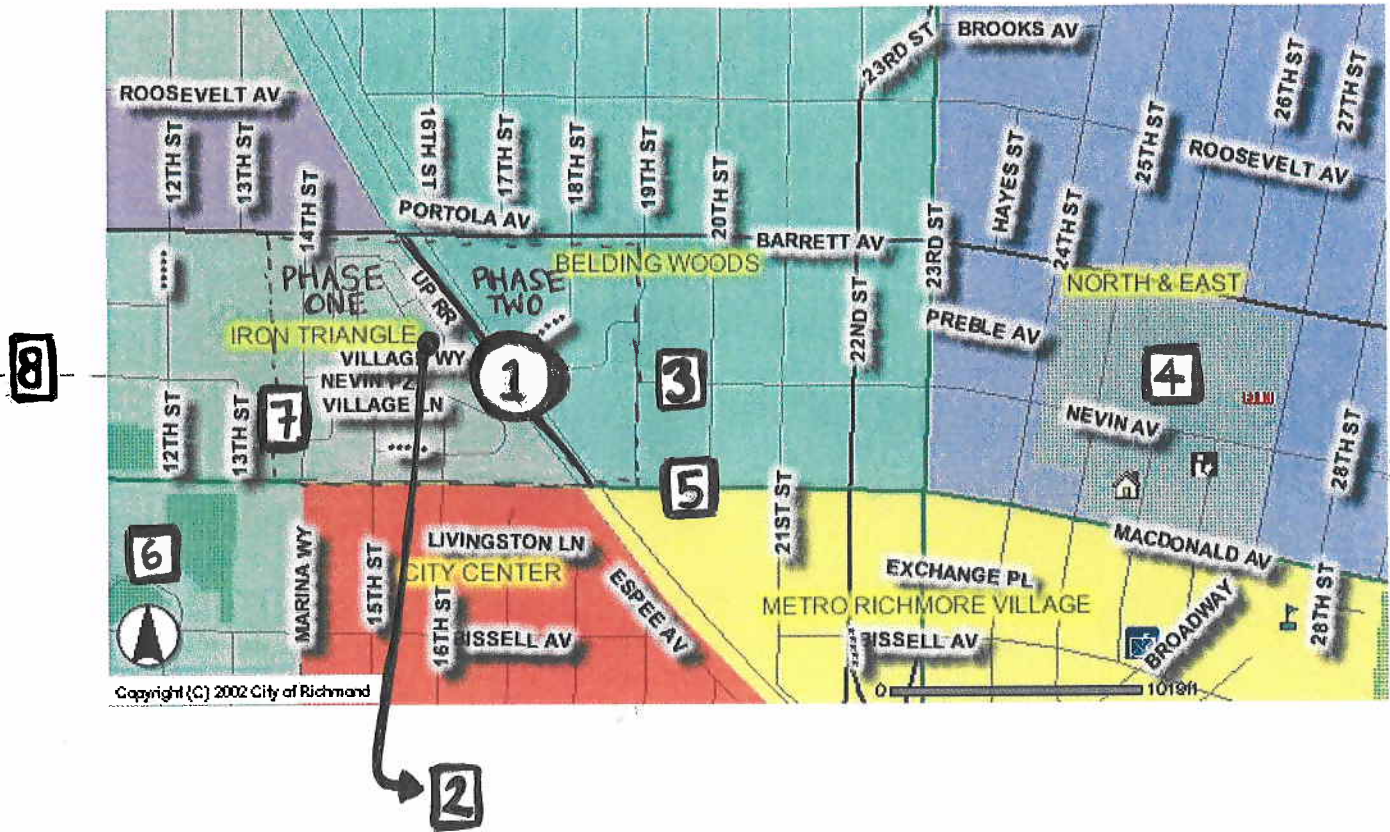 BROOKS AV
23RD ST
26TH ST
27TH ST
ROOSEVELT AV
12TH ST
13TH ST
14TH ST
16TH ST
17TH ST
18TH ST
19TH ST
20TH ST
HAYES ST
24TH ST
25TH ST
ROOSEVELT AV
PORTOLA AV
BARRETT AV
23RD ST
BELDING WOODS
NORTH & EAST
PHASE
ONE
UP RR
PHASE
TWO
22ND ST
PREBLE AV
IRON TRIANGLE
VILLAGE WY
NEVIN PZ
VILLAGE LN
8
1
3
4
7
12TH ST
13TH ST
NEVIN AV
28TH ST
5
21ST ST
6
MARINA WY
15TH ST
LIVINGSTON LN
CITY CENTER
16TH ST
BISSELL AV
ESPEE AV
MACDONALD AV
EXCHANGE PL
METRO RICHMORE VILLAGE
BISSELL AV
BROADWAY
28TH ST
Copyright (C) 2002 City of Richmond
0 1019ft
2